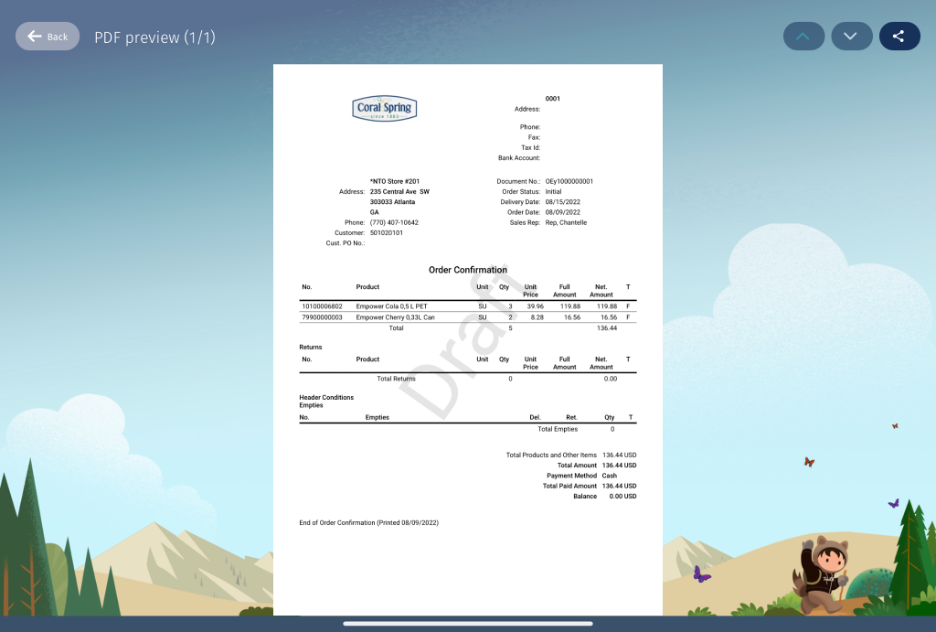 Back
PDF preview (1/1)
Coral Spring
since 1883
0001
Address:
Phone:
Fax:
Tax Id:
Bank Account:
*NTO Store #201
Address: 235 Central Ave SW
303033 Atlanta
GA
Phone: (770) 407-10642
Customer: 501020101
Cust. PO No.:
Document No.: OEy1000000001
Order Status: Initial
Delivery Date: 08/15/2022
Order Date: 08/09/2022
Sales Rep: Rep, Chantelle
Draft
Order Confirmation
No. Product Unit Qty Unit Price Full Amount Net. Amount T
10100006802 Empower Cola 0,5 L PET SU 3 39.96 119.88 119.88 F
79900000003 Empower Cherry 0,33L Can SU 2 8.28 16.56 16.56 F
Total 5 136.44
Returns
No. Product Unit Qty Unit Price Full Amount Net. Amount T
Total Returns 0 0.00
Header Conditions
Empties
No. Empties Del. Ret. Qty T
Total Empties 0
Total Products and Other Items 136.44 USD
Total Amount 136.44 USD
Payment Method Cash
Total Paid Amount 136.44 USD
Balance 0.00 USD
End of Order Confirmation (Printed 08/09/2022)